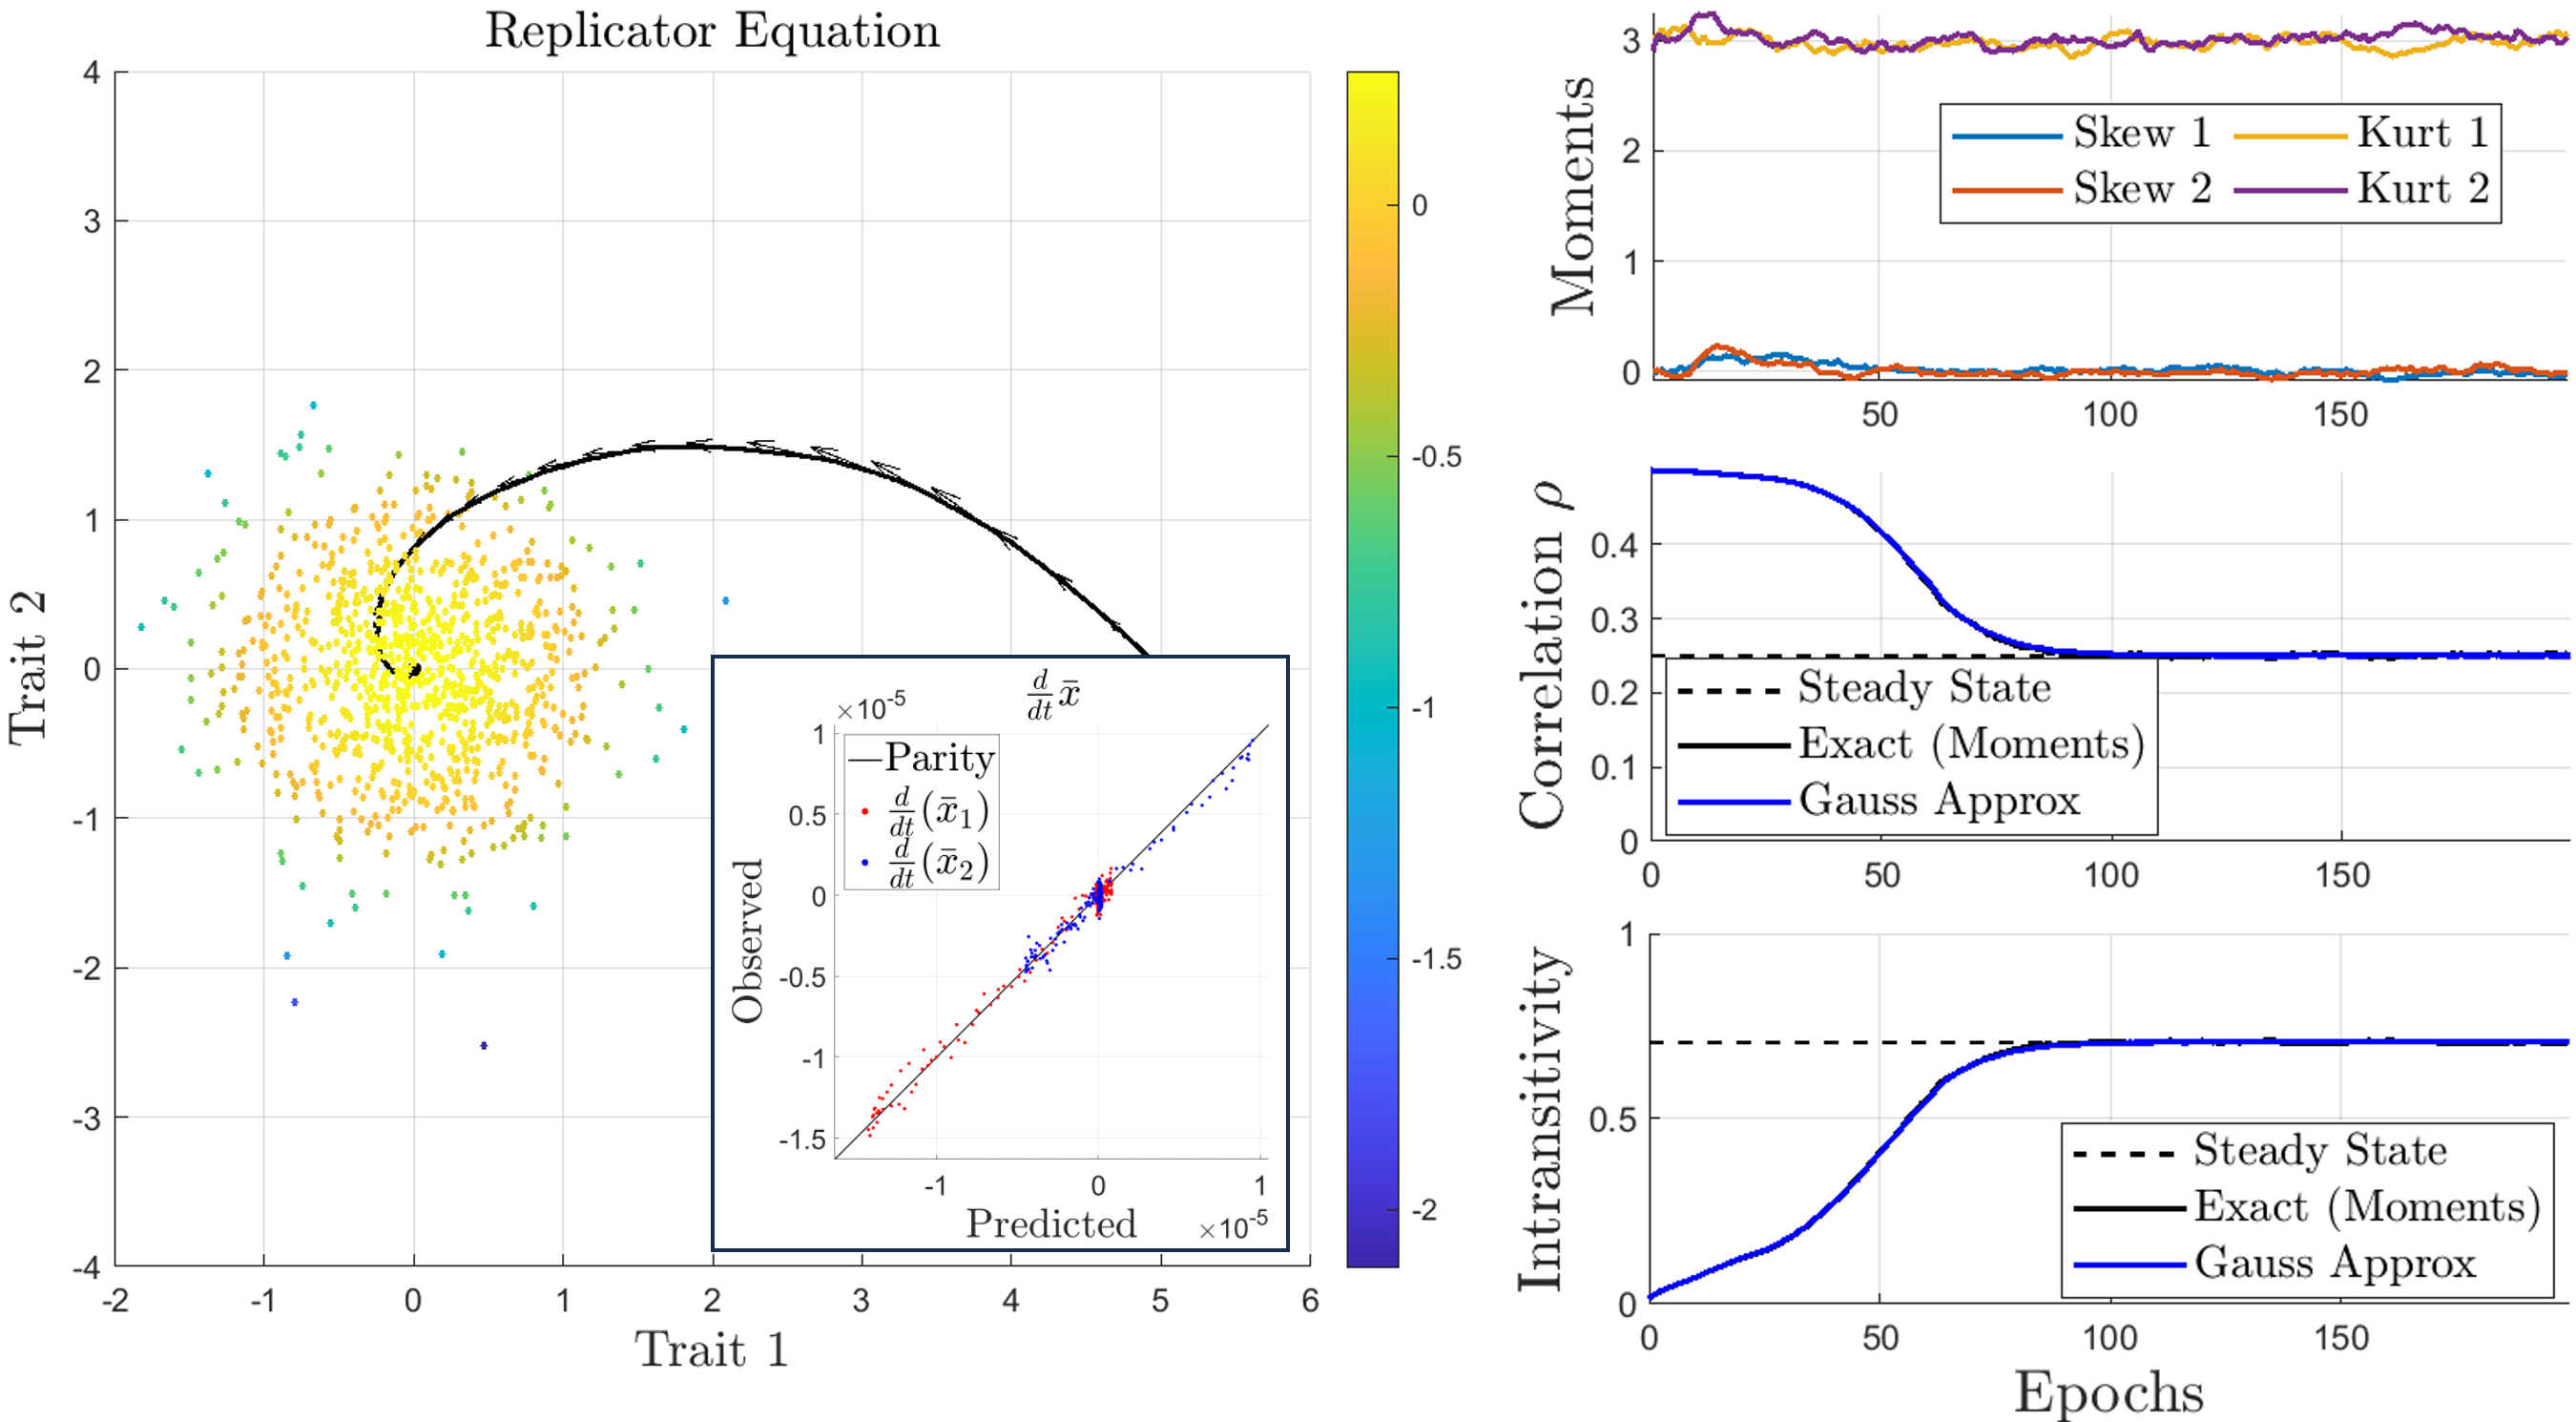 Replicator Equation
4
3
2
1
0
-1
-2
-3
-4
Trait 2
-2
-1
0
1
2
3
4
5
6
Trait 1
0
-0.5
-1
-1.5
-2
d/dt x̄
×10⁻⁵
Parity
d/dt(x̄₁)
d/dt(x̄₂)
1
0.5
0
-0.5
-1
-1.5
Observed
-1
0
1
Predicted
×10⁻⁵
Moments
3
2
1
0
Skew 1
Kurt 1
Skew 2
Kurt 2
50
100
150
Correlation ρ
0.4
0.3
0.2
0.1
0
Steady State
Exact (Moments)
Gauss Approx
0
50
100
150
Intransitivity
1
0.5
0
Steady State
Exact (Moments)
Gauss Approx
0
50
100
150
Epochs